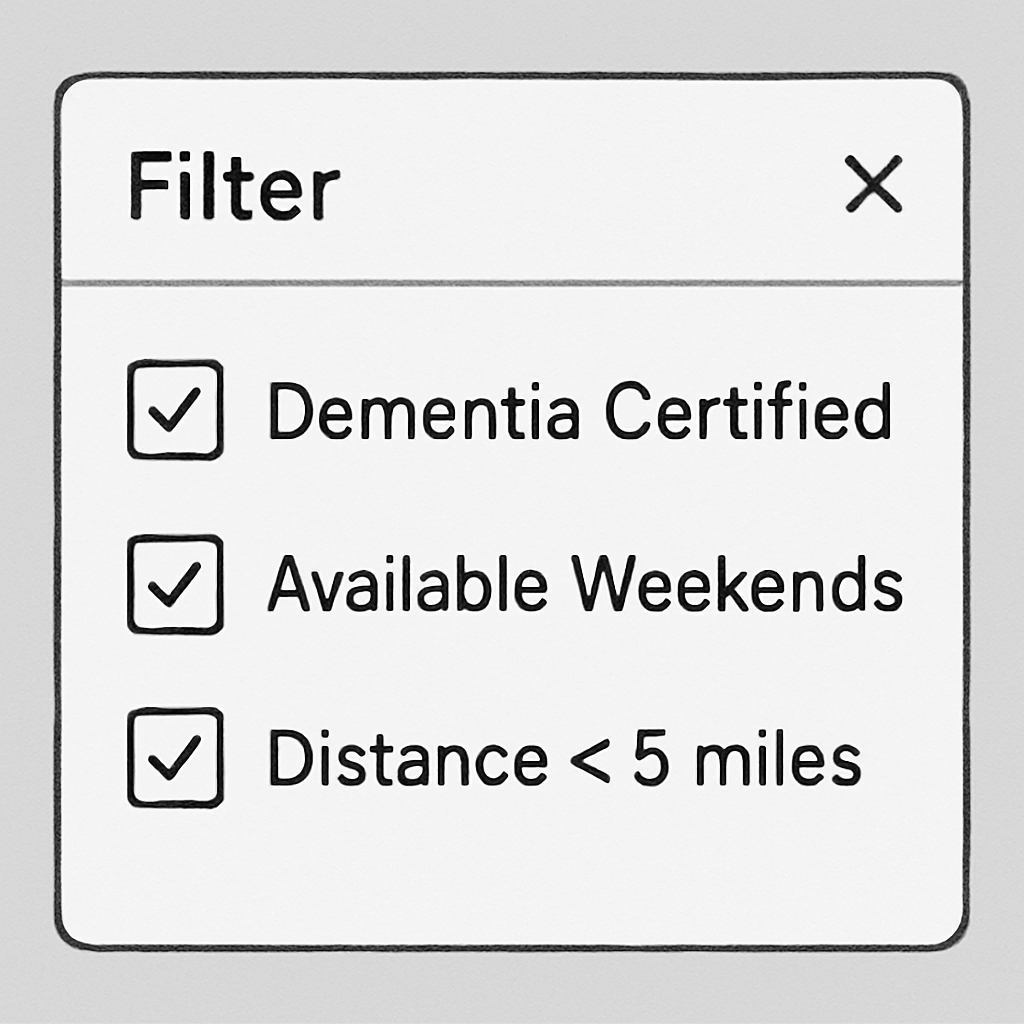 Filter
Dementia Certified
Available Weekends
Distance < 5 miles